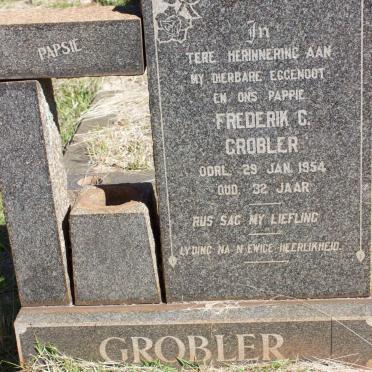 PAPSIE
In
TERE HERINNERING AAN
MY DIERBARE EGGENOOT
EN ONS PAPPIE
FREDERIK G.
GROBLER
OORL. 29 JAN. 1954
OUD. 32 JAAR
RUS SAG MY LIEFLING
LYDING NA N EWIGE HEERLIKHEID.
GROBLER